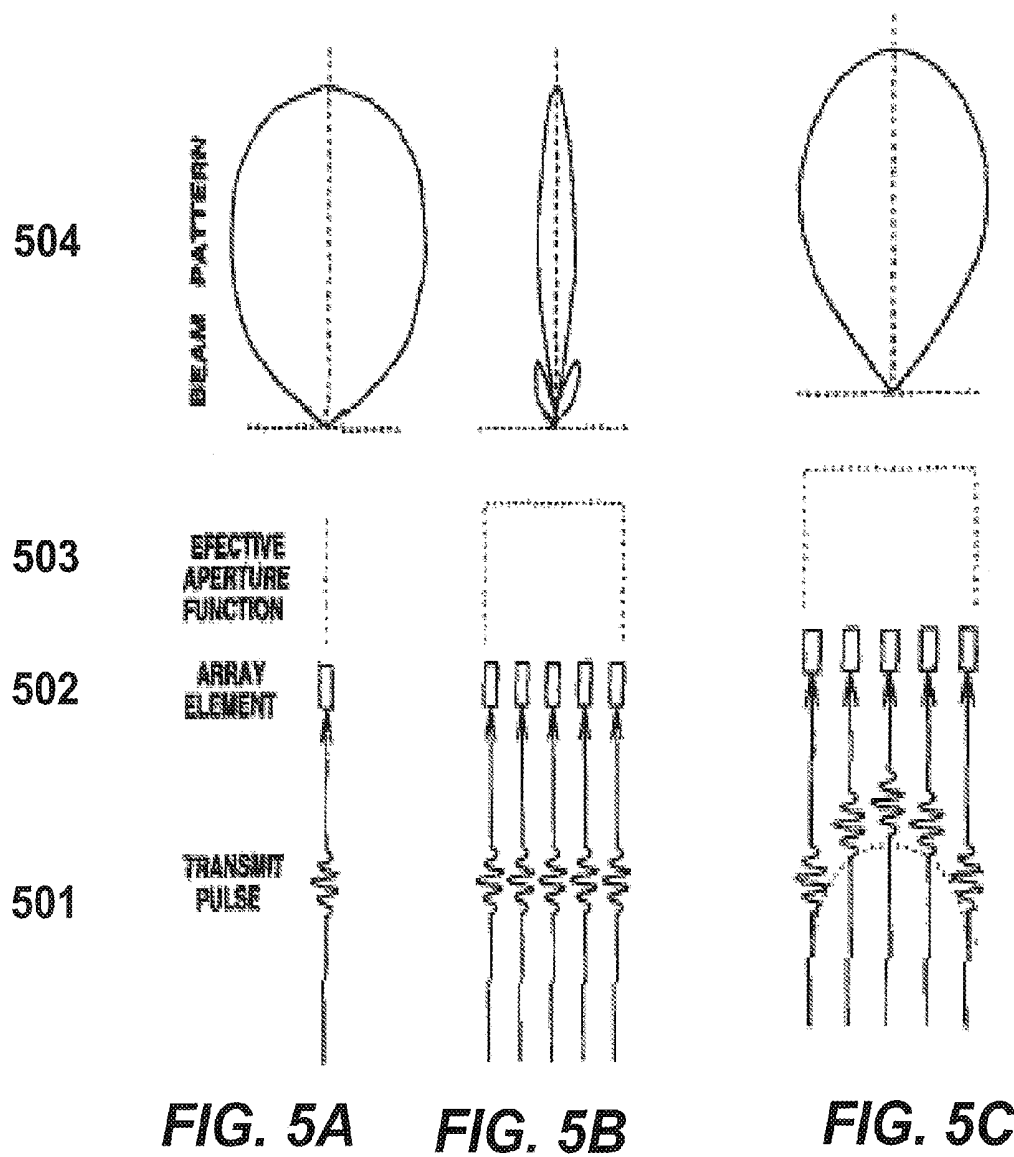 504
BEAM PATTERN
503
EFECTIVE
APERTURE
FUNCTION
502
ARRAY
ELEMENT
501
TRANSMIT
PULSE
FIG. 5A
FIG. 5B
FIG. 5C